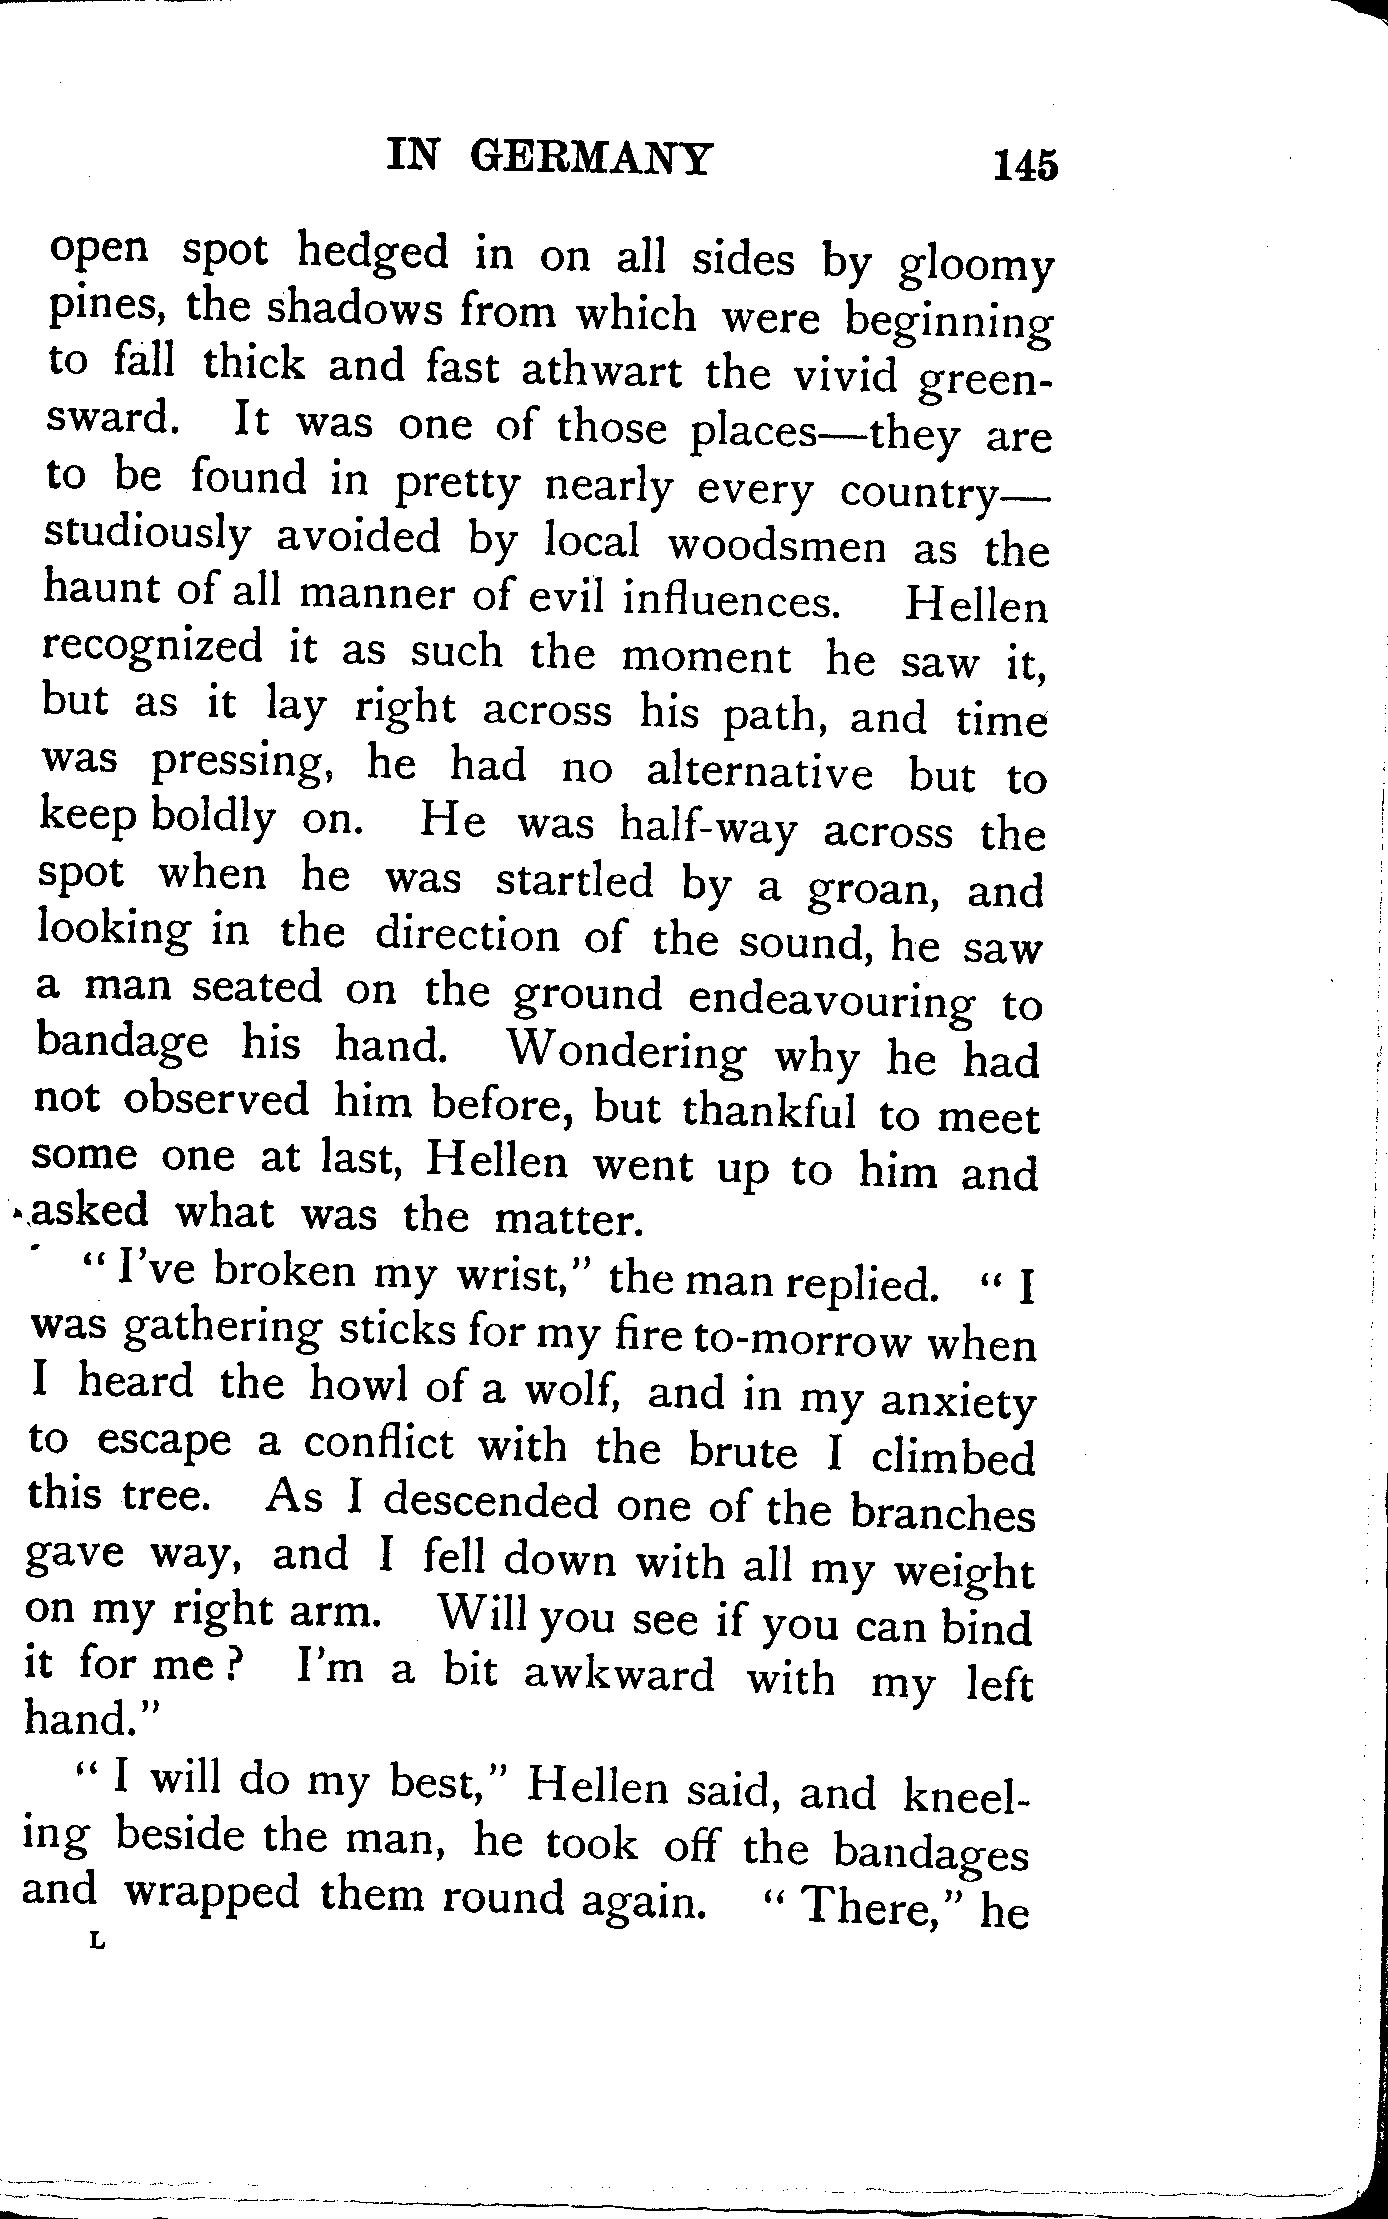 IN GERMANY 145
open spot hedged in on all sides by gloomy
pines, the shadows from which were beginning
to fall thick and fast athwart the vivid green-
sward. It was one of those places—they are
to be found in pretty nearly every country—
studiously avoided by local woodsmen as the
haunt of all manner of evil influences. Hellen
recognized it as such the moment he saw it,
but as it lay right across his path, and time
was pressing, he had no alternative but to
keep boldly on. He was half-way across the
spot when he was startled by a groan, and
looking in the direction of the sound, he saw
a man seated on the ground endeavouring to
bandage his hand. Wondering why he had
not observed him before, but thankful to meet
some one at last, Hellen went up to him and
asked what was the matter.
“I've broken my wrist,” the man replied. “I
was gathering sticks for my fire to-morrow when
I heard the howl of a wolf, and in my anxiety
to escape a conflict with the brute I climbed
this tree. As I descended one of the branches
gave way, and I fell down with all my weight
on my right arm. Will you see if you can bind
it for me? I'm a bit awkward with my left
hand.”
“I will do my best,” Hellen said, and kneel-
ing beside the man, he took off the bandages
and wrapped them round again. “There,” he
L